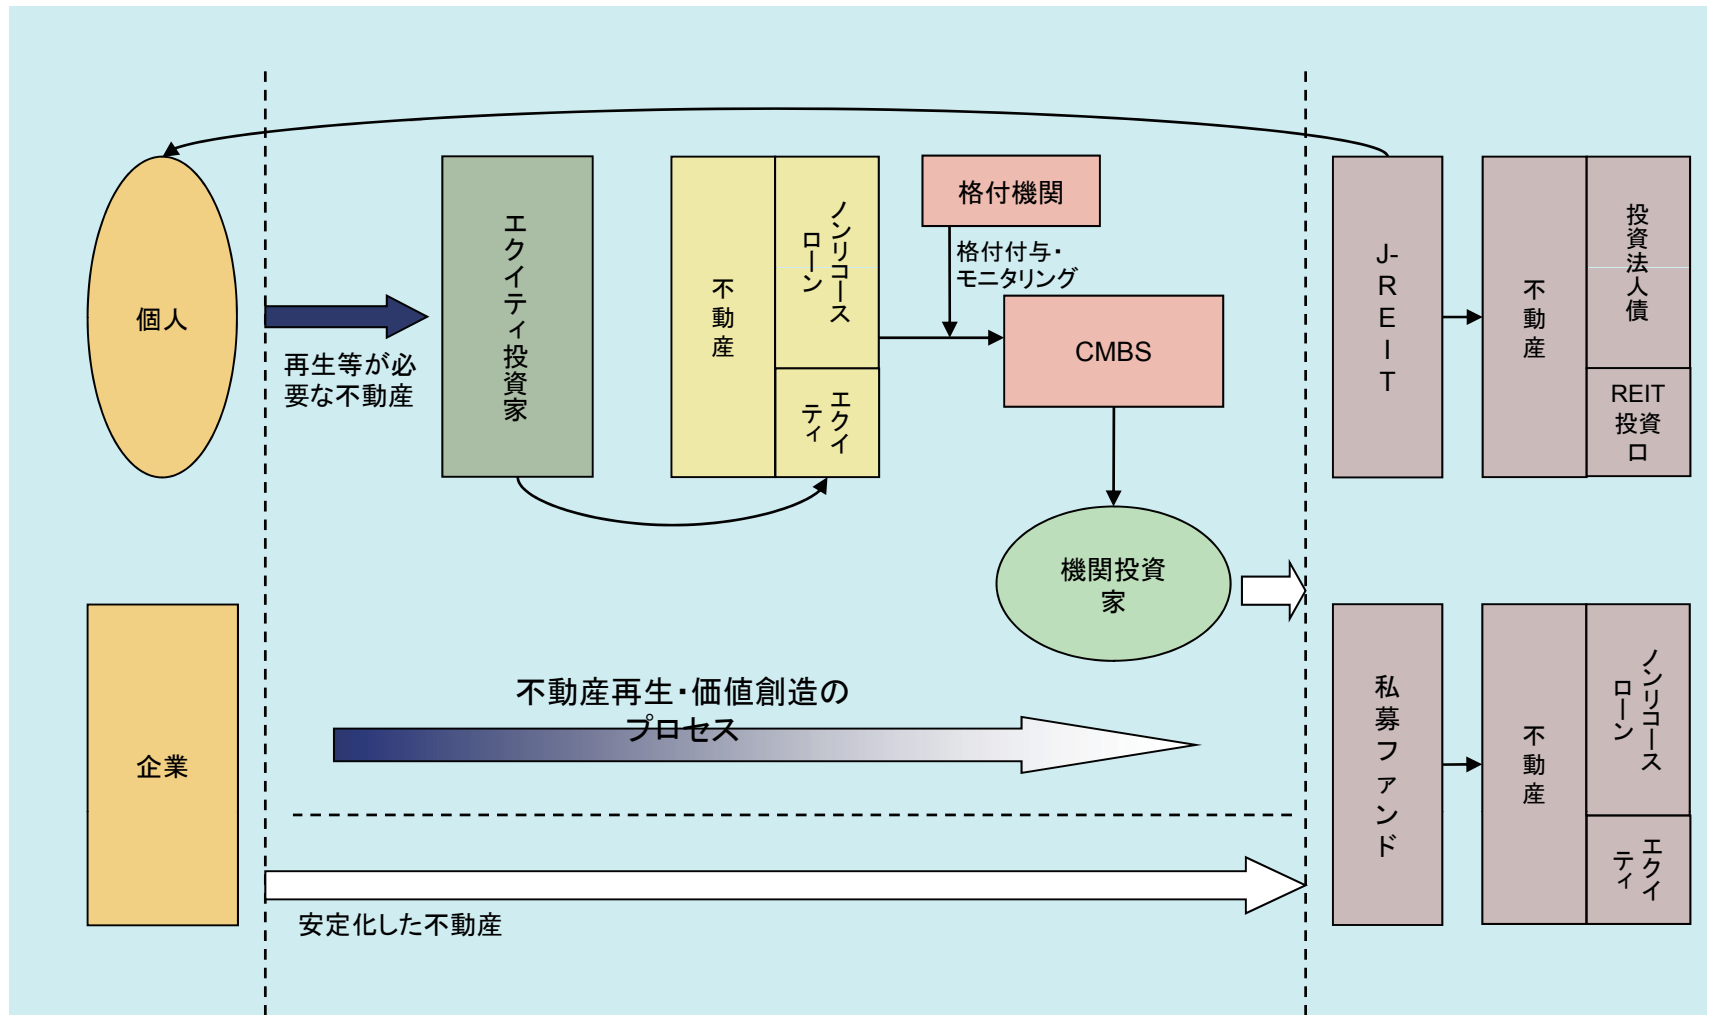 個人
再生等が必
要な不動産
エクイティ投資家
不動産
ノンリコース
ローン
エクイ
ティ
格付機関
格付付与・
モニタリング
CMBS
機関投資
家
J-
REIT
不動産
投資法人債
REIT
投資
口
企業
不動産再生・価値創造の
プロセス
安定化した不動産
私募ファンド
不動産
ノンリコース
ローン
エクイ
ティ